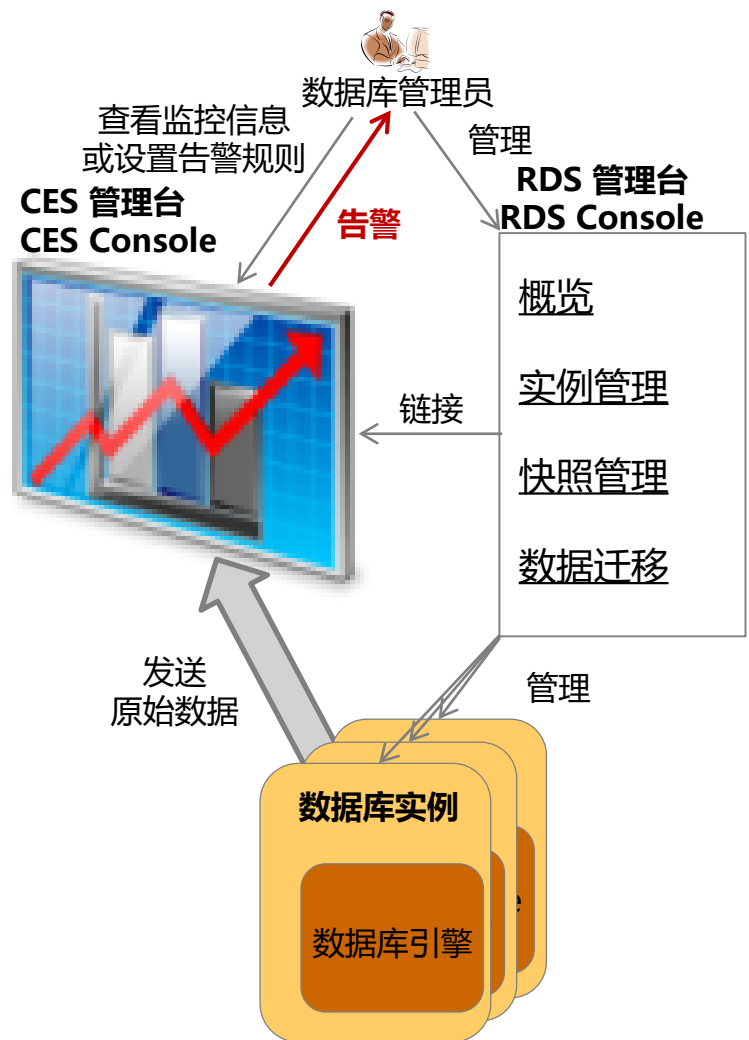 数据库管理员
查看监控信息
或设置告警规则
管理
CES 管理台
CES Console
告警
RDS 管理台
RDS Console
概览
实例管理
链接
快照管理
数据迁移
发送
原始数据
管理
数据库实例
数据库引擎